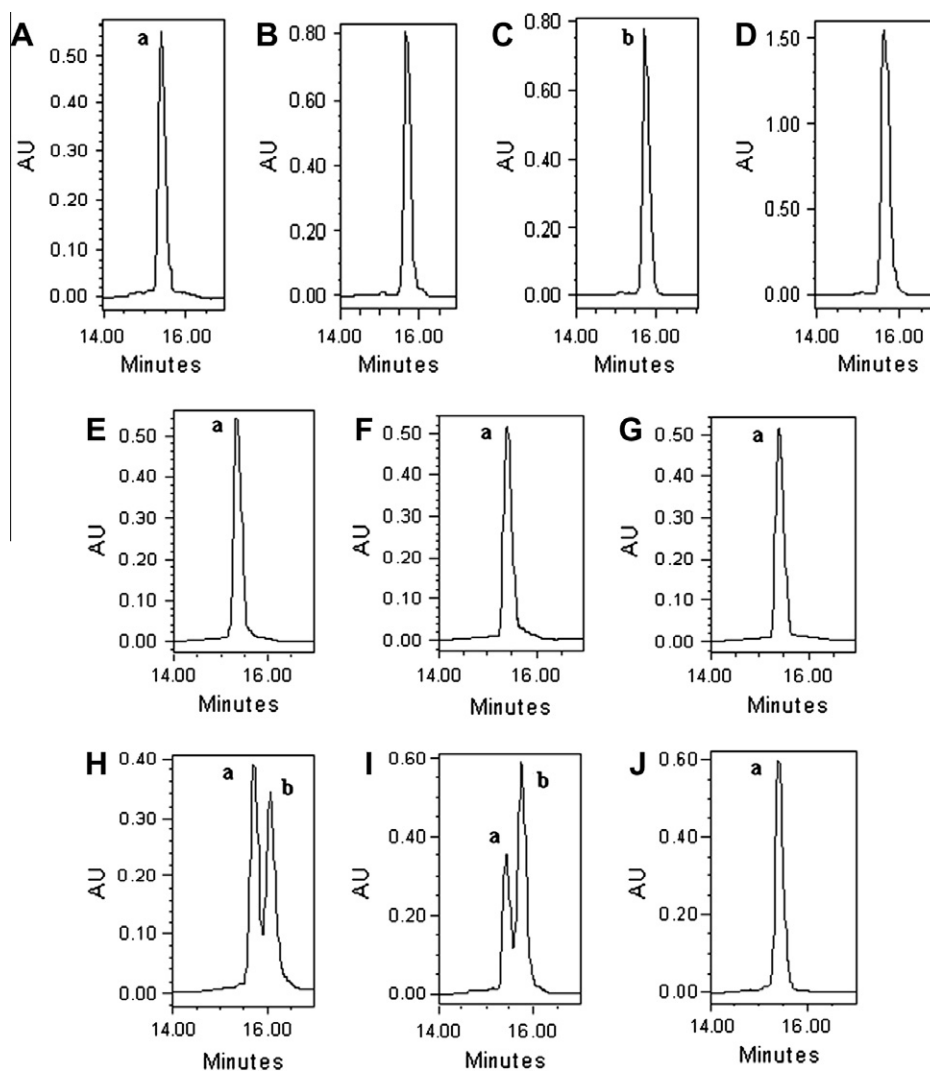 A
a
0.50
0.40
0.30
0.20
0.10
0.00
AU
14.00 16.00
Minutes
B
0.80
0.60
0.40
0.20
0.00
AU
14.00 16.00
Minutes
C
b
0.80
0.60
0.40
0.20
0.00
AU
14.00 16.00
Minutes
D
1.50
1.00
0.50
0.00
AU
14.00 16.00
Minutes
E
a
0.50
0.40
0.30
0.20
0.10
0.00
AU
14.00 16.00
Minutes
F
a
0.50
0.40
0.30
0.20
0.10
0.00
AU
14.00 16.00
Minutes
G
a
0.50
0.40
0.30
0.20
0.10
0.00
AU
14.00 16.00
Minutes
H
a
b
0.40
0.30
0.20
0.10
0.00
AU
14.00 16.00
Minutes
I
a
b
0.60
0.40
0.20
0.00
AU
14.00 16.00
Minutes
J
a
0.60
0.40
0.20
0.00
AU
14.00 16.00
Minutes